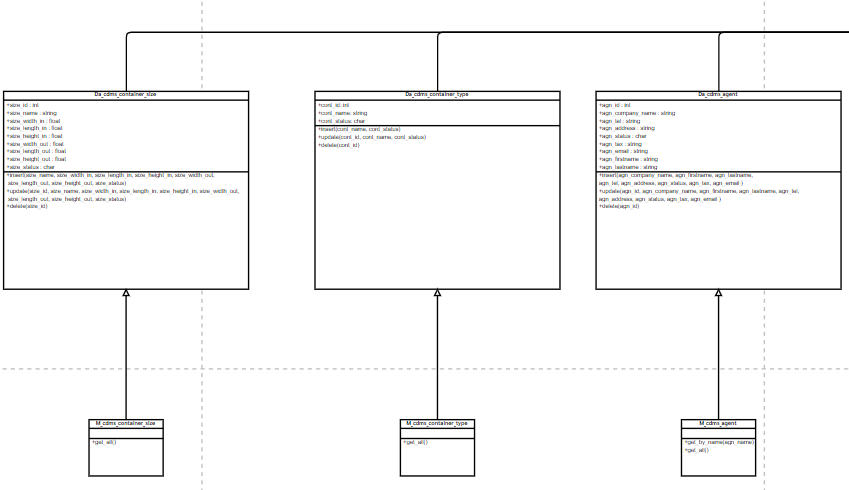 Da_cdms_container_size
+size_id : int
+size_name : string
+size_width_in : float
+size_length_in : float
+size_height_in : float
+size_width_out : float
+size_length_out : float
+size_height_out : float
+size_status : char
+insert(size_name, size_width_in, size_length_in, size_height_in, size_width_out,
size_length_out, size_height_out, size_status)
+update(size_id, size_name, size_width_in, size_length_in, size_height_in, size_width_out,
size_length_out, size_height_out, size_status)
+delete(size_id)
Da_cdms_container_type
+cont_id: int
+cont_name: string
+cont_status: char
+insert(cont_name, cont_status)
+update(cont_id, cont_name, cont_status)
+delete(cont_id)
Da_cdms_agent
+agn_id : int
+agn_company_name : string
+agn_tel : string
+agn_address : string
+agn_status : char
+agn_tax : string
+agn_email : string
+agn_firstname : string
+agn_lastname : string
+insert(agn_company_name, agn_firstname, agn_lastname,
agn_tel, agn_address, agn_status, agn_tax, agn_email )
+update(agn_id, agn_company_name, agn_firstname, agn_lastname, agn_tel,
agn_address, agn_status, agn_tax, agn_email )
+delete(agn_id)
M_cdms_container_size
+get_all()
M_cdms_container_type
+get_all()
M_cdms_agent
+get_by_name(agn_name)
+get_all()